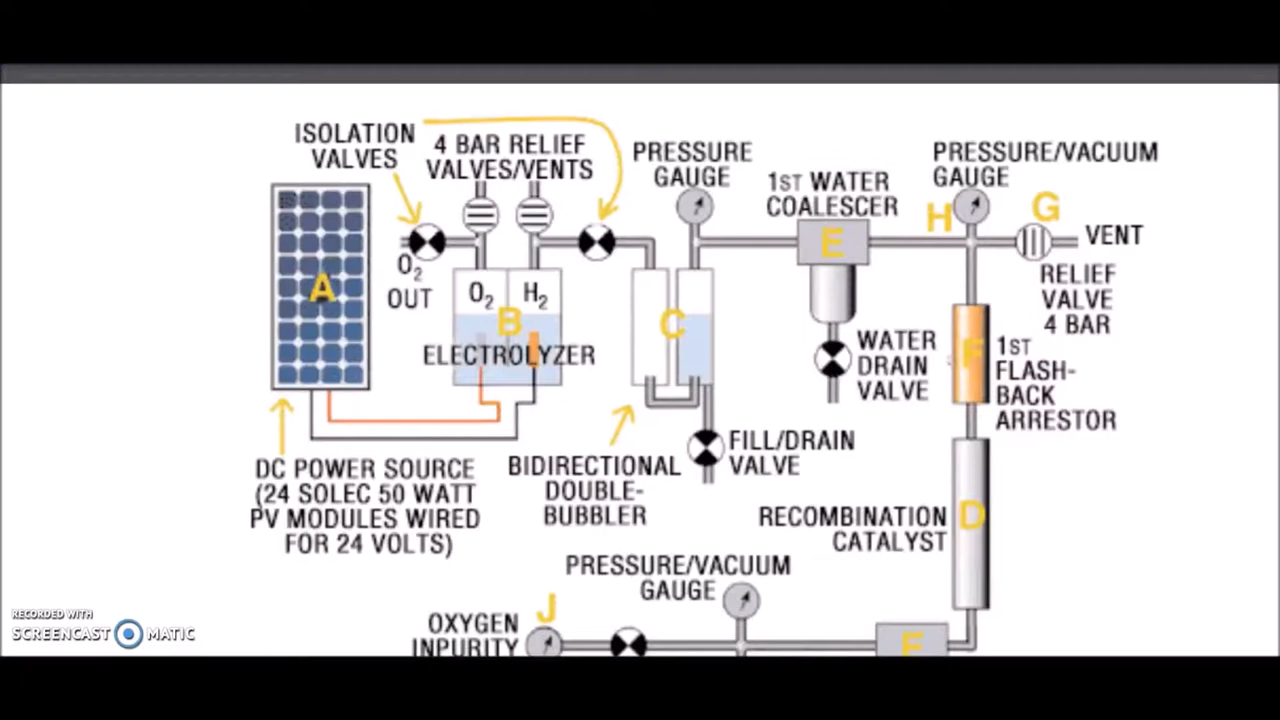 ISOLATION
VALVES
4 BAR RELIEF
VALVES/VENTS
PRESSURE
GAUGE
1ST WATER
COALESCER
PRESSURE/VACUUM
GAUGE
H
G
VENT
E
O2
OUT
A
O2
H2
B
ELECTROLYZER
C
RELIEF
VALVE
4 BAR
WATER
DRAIN
VALVE
F
1ST
FLASH-
BACK
ARRESTOR
DC POWER SOURCE
(24 SOLEC 50 WATT
PV MODULES WIRED
FOR 24 VOLTS)
BIDIRECTIONAL
DOUBLE-
BUBBLER
FILL/DRAIN
VALVE
RECOMBINATION
CATALYST
D
PRESSURE/VACUUM
GAUGE
J
OXYGEN
INPURITY
RECORDED WITH
SCREENCAST MATIC